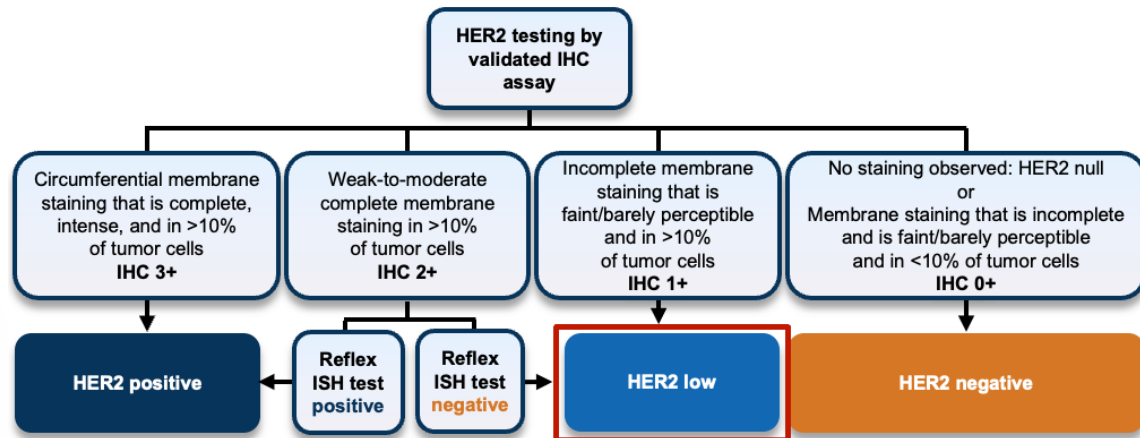 HER2 testing by
validated IHC
assay
Circumferential membrane
staining that is complete,
intense, and in >10%
of tumor cells
IHC 3+
Weak-to-moderate
complete membrane
staining in >10%
of tumor cells
IHC 2+
Incomplete membrane
staining that is
faint/barely perceptible
and in >10%
of tumor cells
IHC 1+
No staining observed: HER2 null
or
Membrane staining that is incomplete
and is faint/barely perceptible
and in <10% of tumor cells
IHC 0+
HER2 positive
Reflex
ISH test
positive
Reflex
ISH test
negative
HER2 low
HER2 negative